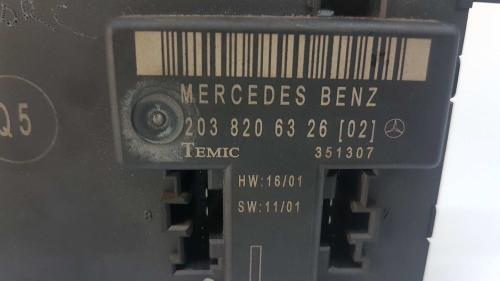 MERCEDES BENZ
203 820 63 26 [02]
TEMIC 351307
HW:16/01
SW:11/01
Q5